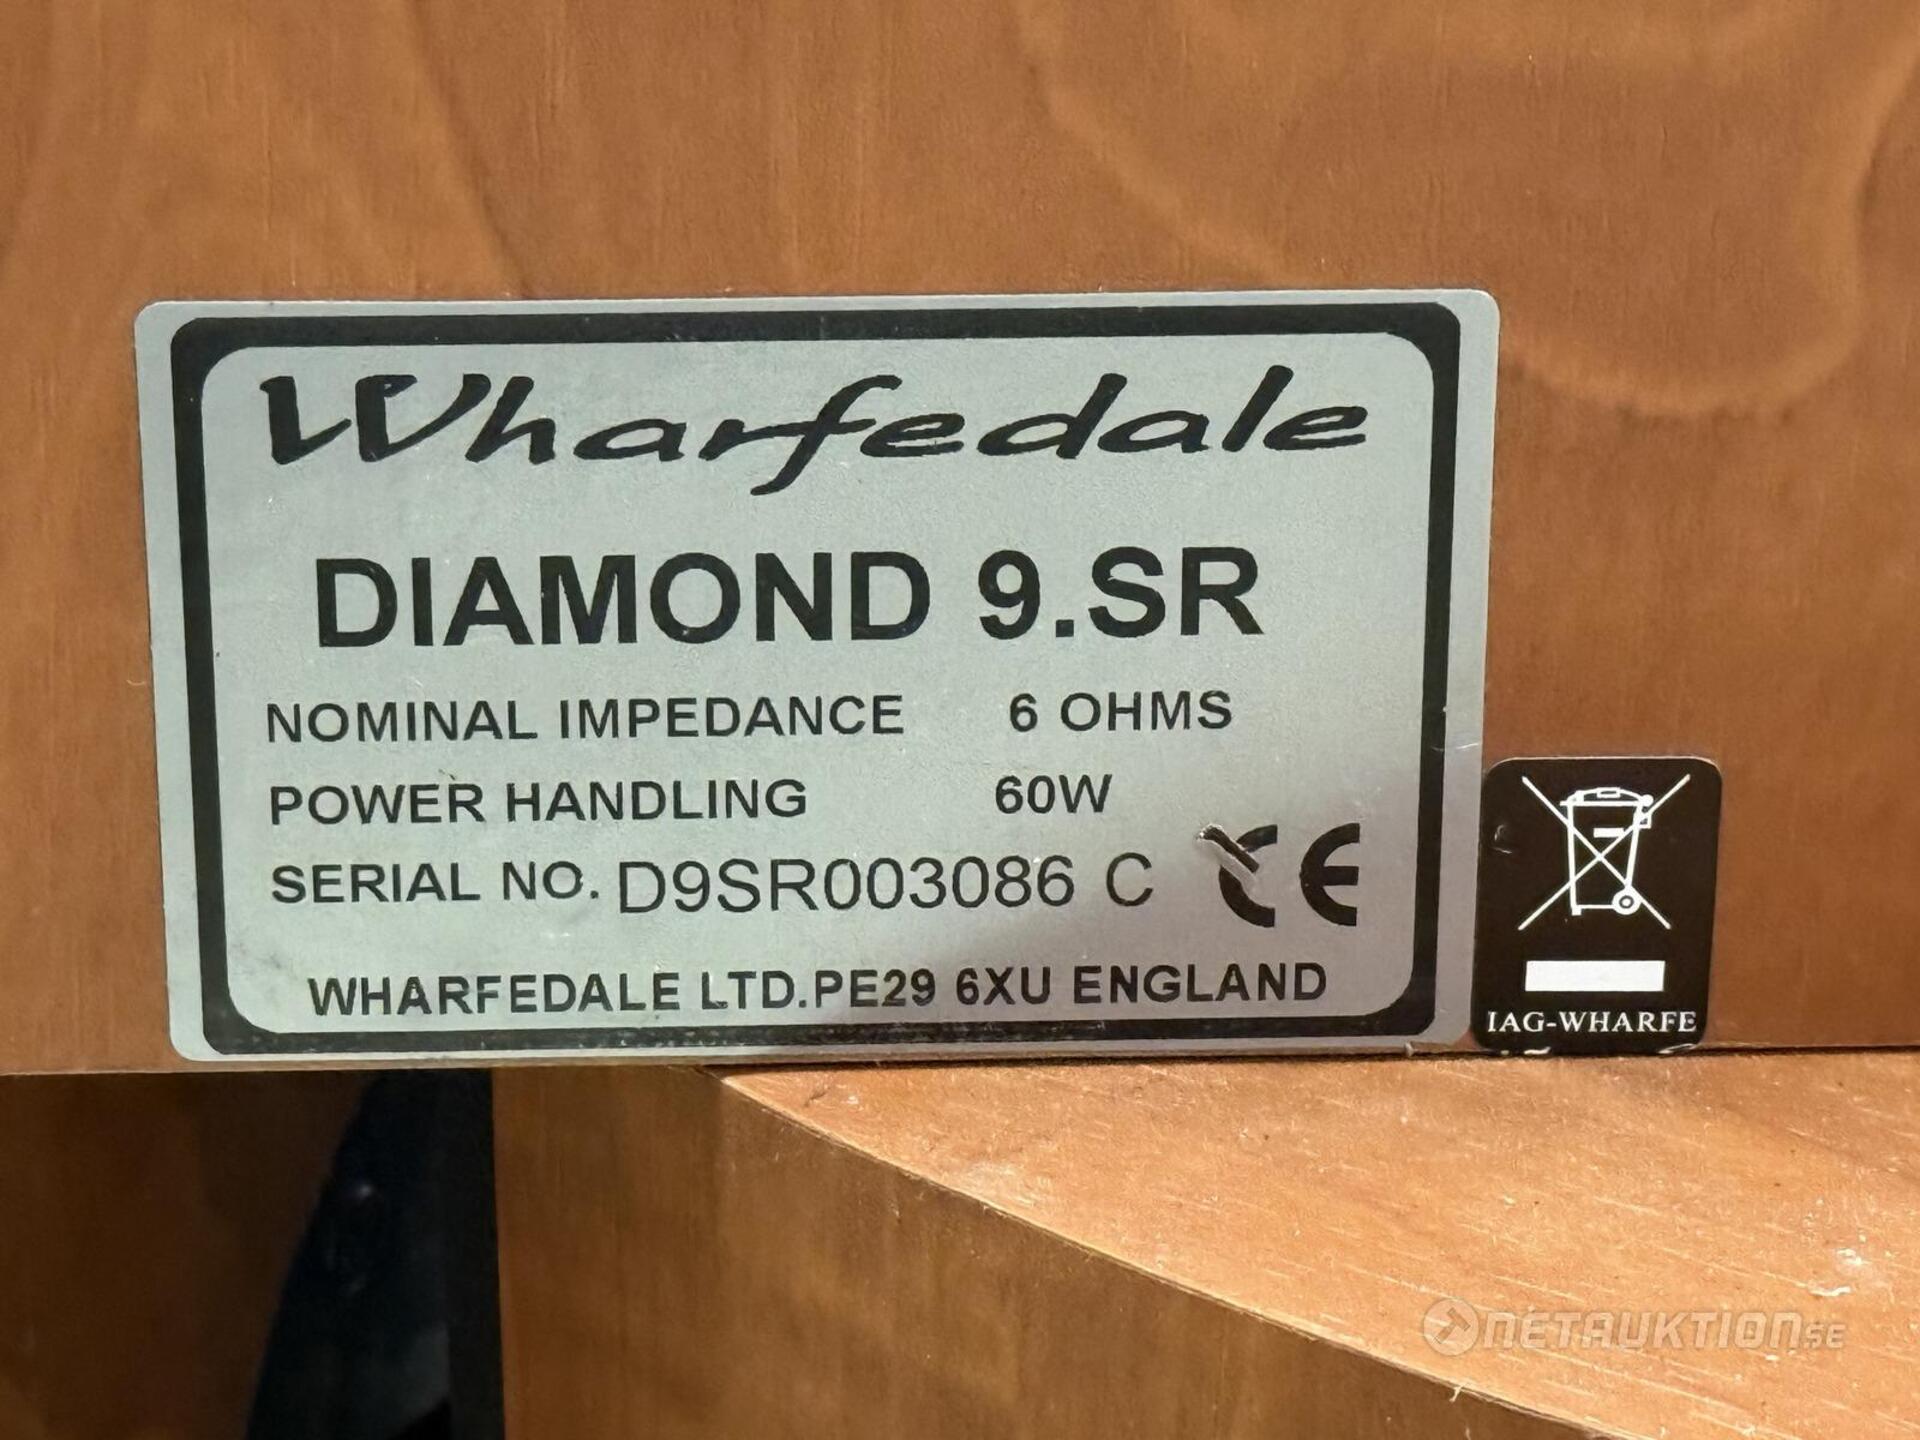 Wharfedale
DIAMOND 9.SR
NOMINAL IMPEDANCE 6 OHMS
POWER HANDLING 60W
SERIAL NO. D9SR003086 C CE
WHARFEDALE LTD.PE29 6XU ENGLAND
IAG-WHARFE
NETAUKTION.SE